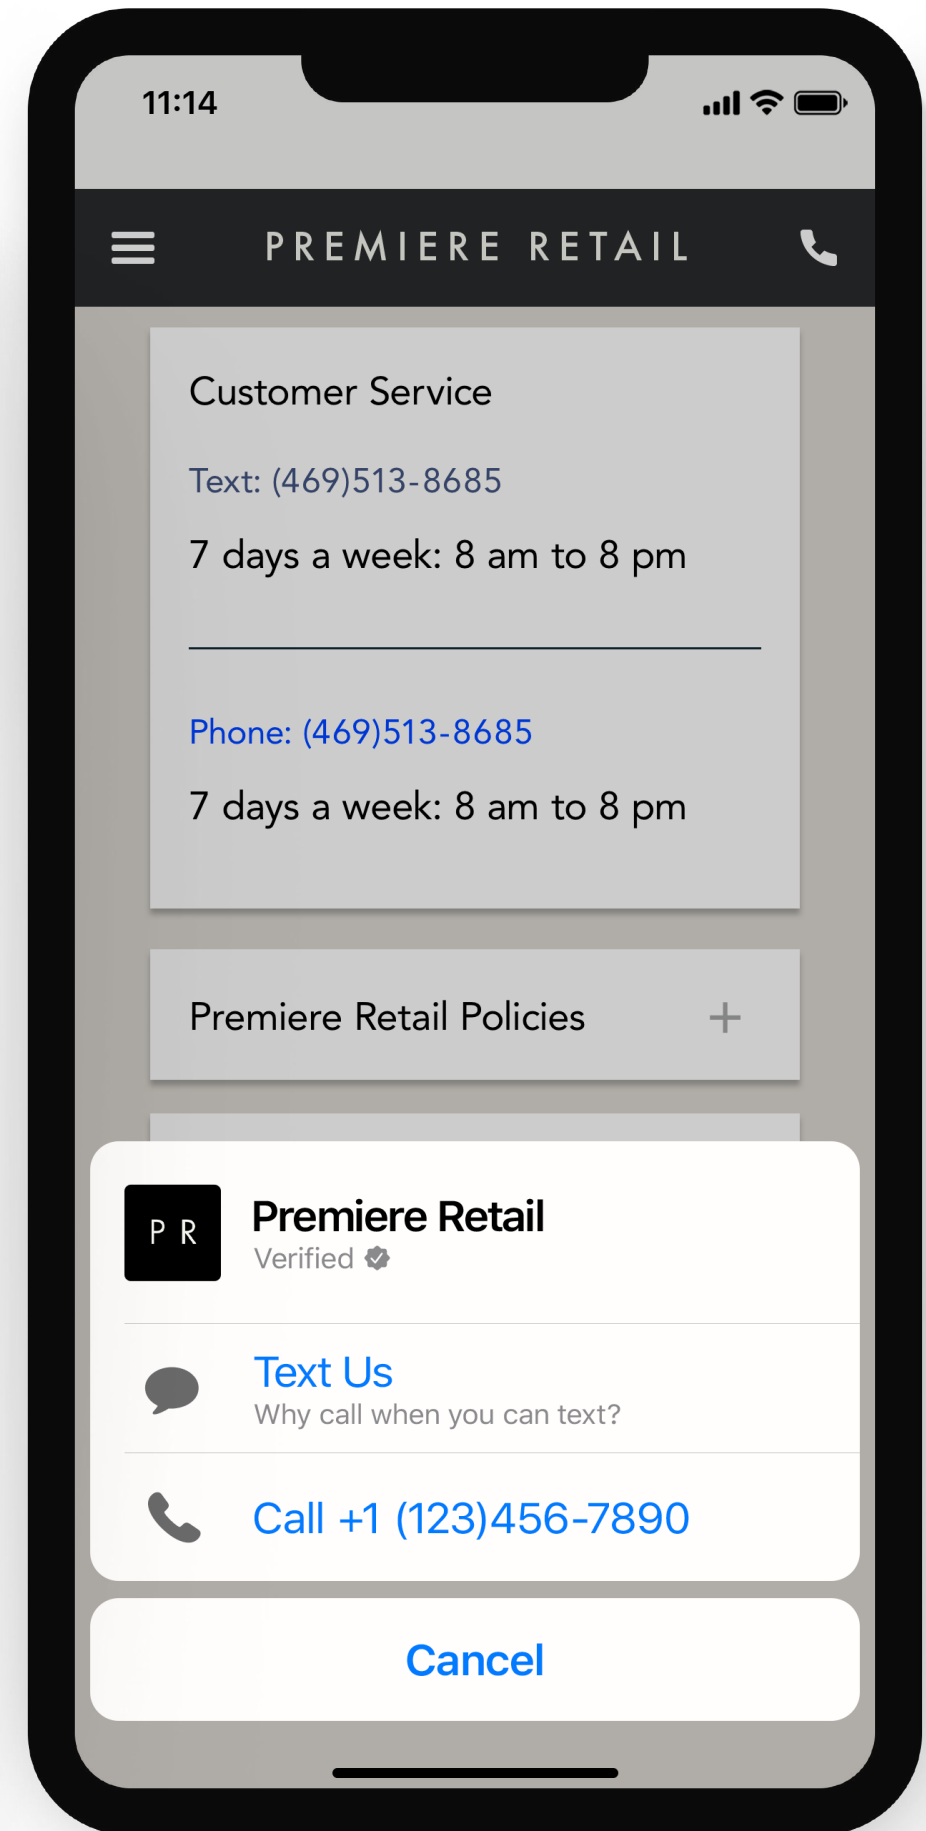 11:14
PREMIERE RETAIL
Customer Service
Text: (469)513-8685
7 days a week: 8 am to 8 pm
Phone: (469)513-8685
7 days a week: 8 am to 8 pm
Premiere Retail Policies
P R
Premiere Retail
Verified
Text Us
Why call when you can text?
Call +1 (123)456-7890
Cancel